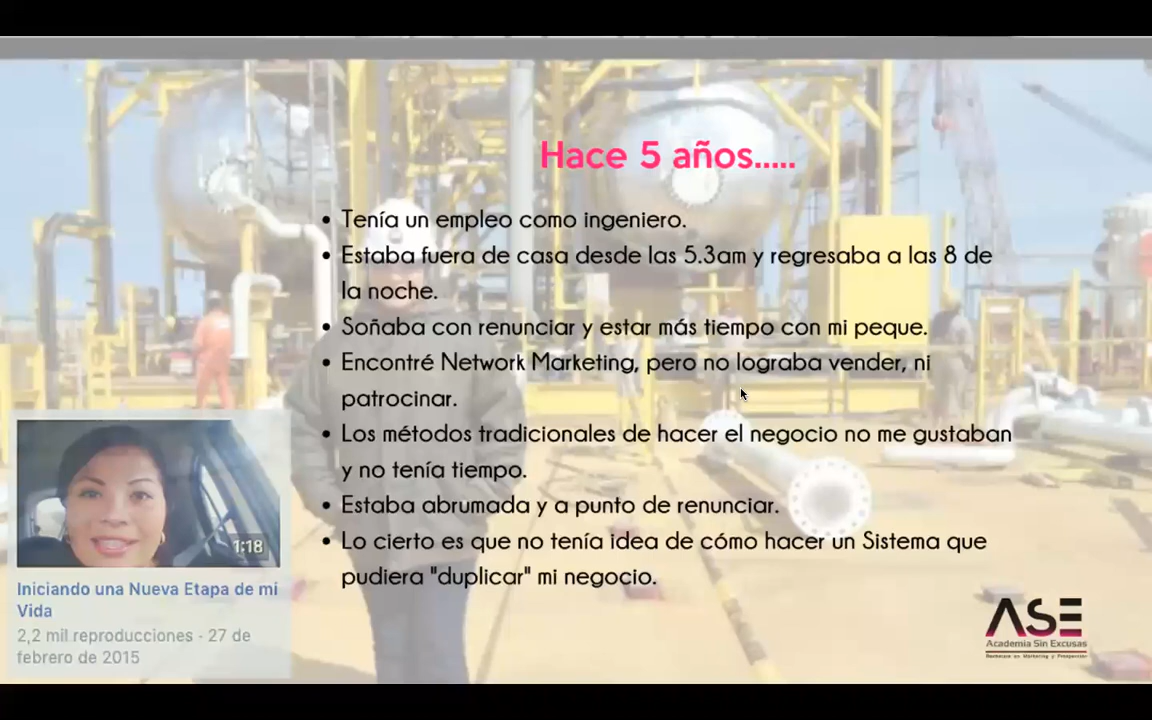 Hace 5 años.....
• Tenía un empleo como ingeniero.
• Estaba fuera de casa desde las 5.3am y regresaba a las 8 de
la noche.
• Soñaba con renunciar y estar más tiempo con mi peque.
• Encontré Network Marketing, pero no lograba vender, ni
patrocinar.
• Los métodos tradicionales de hacer el negocio no me gustaban
y no tenía tiempo.
• Estaba abrumada y a punto de renunciar.
• Lo cierto es que no tenía idea de cómo hacer un Sistema que
pudiera "duplicar" mi negocio.
1:18
Iniciando una Nueva Etapa de mi
Vida
2,2 mil reproducciones · 27 de
febrero de 2015
ASE
Academia Sin Excusas